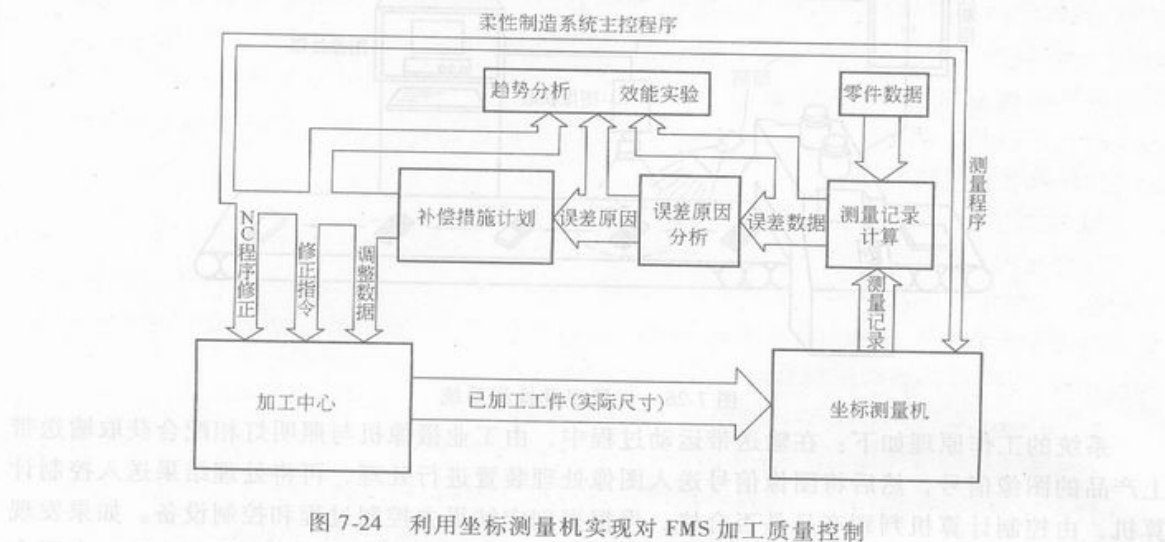 柔性制造系统主控程序
趋势分析 效能实验
零件数据
测量程序
补偿措施计划
误差原因
误差原因
分析
误差数据
测量记录
计算
NC程序修正
修正指令
调整数据
测量记录
加工中心
已加工工件(实际尺寸)
坐标测量机
图 7-24 利用坐标测量机实现对 FMS 加工质量控制